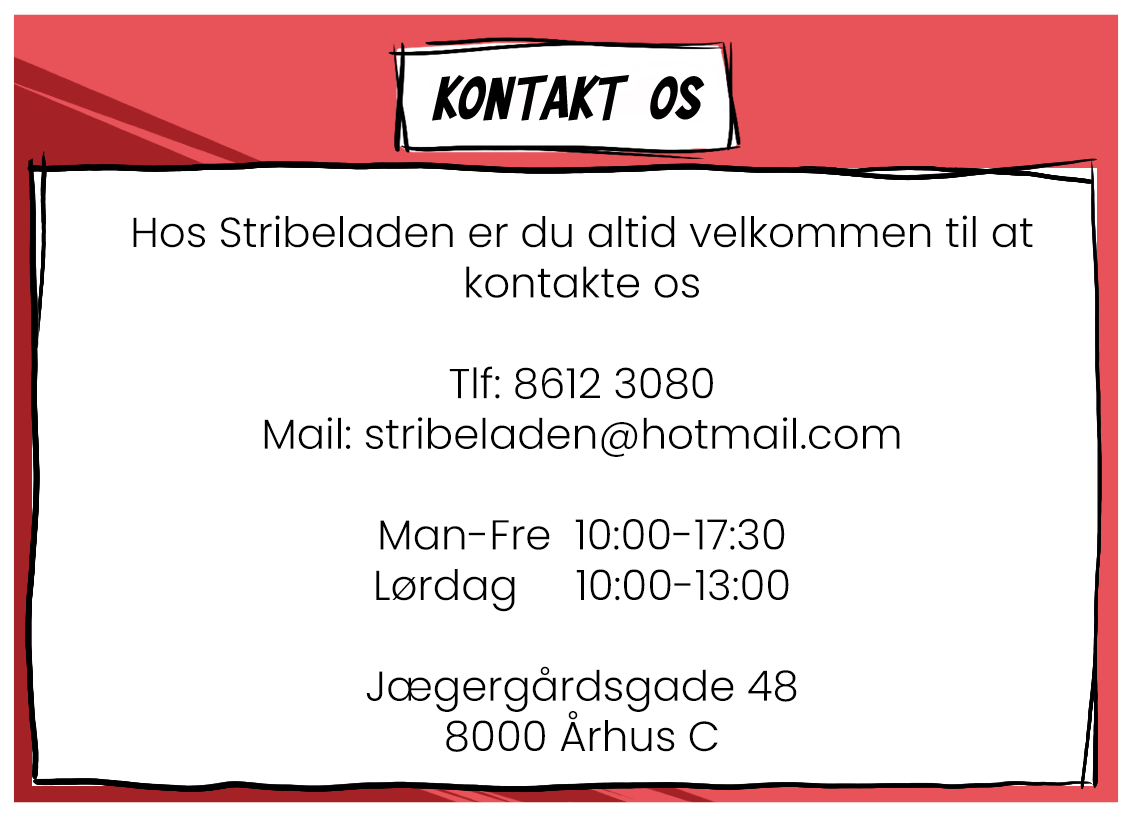 KONTAKT OS
Hos Stribeladen er du altid velkommen til at
kontakte os
Tlf: 8612 3080
Mail: stribeladen@hotmail.com
Man-Fre 10:00-17:30
Lørdag 10:00-13:00
Jægergårdsgade 48
8000 Århus C